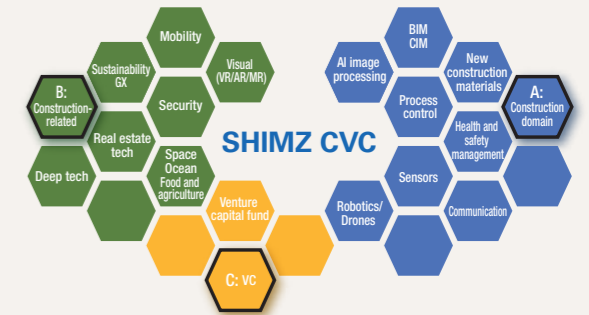 Mobility
Sustainability
GX
Visual
(VR/AR/MR)
B:
Construction-
related
Security
Real estate
tech
Deep tech
Space
Ocean
Food and
agriculture
SHIMZ CVC
Venture
capital fund
C: VC
BIM
CIM
AI image
processing
New
construction
materials
Process
control
A:
Construction
domain
Health and
safety
management
Sensors
Robotics/
Drones
Communication